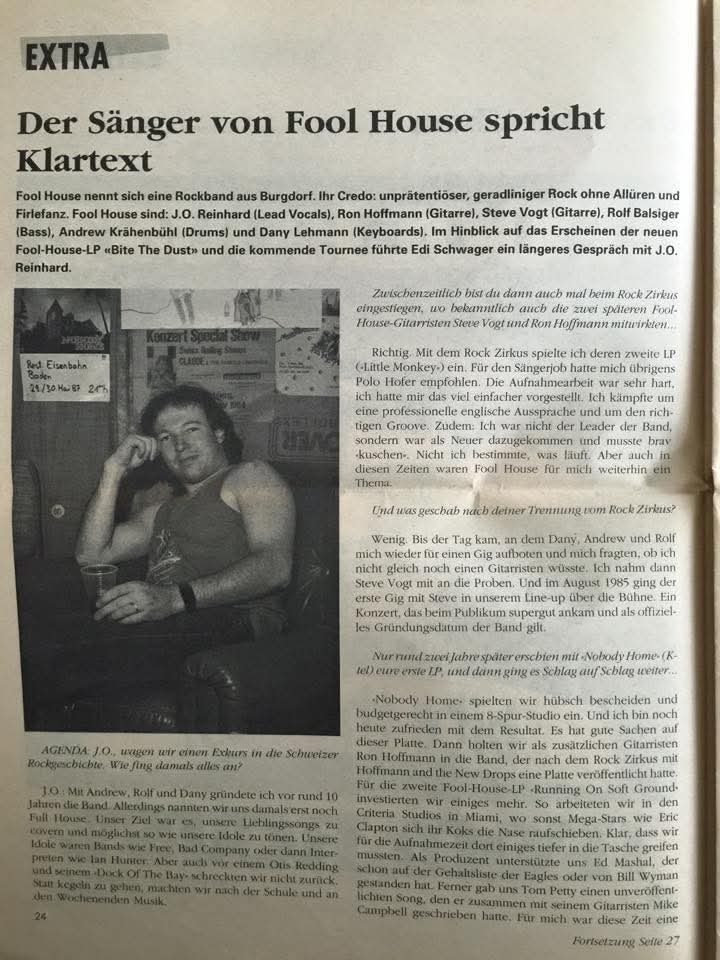 EXTRA
Der Sänger von Fool House spricht
Klartext
Fool House nennt sich eine Rockband aus Burgdorf. Ihr Credo: unprätentiöser, geradliniger Rock ohne Allüren und
Firlefanz. Fool House sind: J.O. Reinhard (Lead Vocals), Ron Hoffmann (Gitarre), Steve Vogt (Gitarre), Rolf Balsiger
(Bass), Andrew Krähenbühl (Drums) und Dany Lehmann (Keyboards). Im Hinblick auf das Erscheinen der neuen
Fool-House-LP «Bite The Dust» und die kommende Tournee führte Edi Schwager ein längeres Gespräch mit J.O.
Reinhard.
Rest. Eisenbahn
Baden
29./30. Mai 87 21h
Konzert Special Show
Swiss Rolling Stones
CLAUDE
AGENDA: J.O., wagen wir einen Exkurs in die Schweizer
Rockgeschichte. Wie fing damals alles an?
J.O.: Mit Andrew, Rolf und Dany gründete ich vor rund 10
Jahren die Band. Allerdings nannten wir uns damals erst noch
Full House. Unser Ziel war es, unsere Lieblingssongs zu
covern und möglichst so wie unsere Idole zu tönen. Unsere
Idole waren Bands wie Free, Bad Company oder dann Inter-
preten wie Ian Hunter. Aber auch vor einem Otis Redding
und seinem ‹Dock Of The Bay› schreckten wir nicht zurück.
Statt kegeln zu gehen, machten wir nach der Schule und an
den Wochenenden Musik.
24
Zwischenzeitlich bist du dann auch mal beim Rock Zirkus
eingestiegen, wo bekanntlich auch die zwei späteren Fool-
House-Gitarristen Steve Vogt und Ron Hoffmann mitwirkten...
Richtig. Mit dem Rock Zirkus spielte ich deren zweite LP
(‹Little Monkey›) ein. Für den Sängerjob hatte mich übrigens
Polo Hofer empfohlen. Die Aufnahmearbeit war sehr hart,
ich hatte mir das viel einfacher vorgestellt. Ich kämpfte um
eine professionelle englische Aussprache und um den rich-
tigen Groove. Zudem: Ich war nicht der Leader der Band,
sondern war als Neuer dazugekommen und musste brav
‹kuschen›. Nicht ich bestimmte, was läuft. Aber auch in
diesen Zeiten waren Fool House für mich weiterhin ein
Thema.
Und was geschah nach deiner Trennung vom Rock Zirkus?
Wenig. Bis der Tag kam, an dem Dany, Andrew und Rolf
mich wieder für einen Gig aufboten und mich fragten, ob ich
nicht gleich noch einen Gitarristen wüsste. Ich nahm dann
Steve Vogt mit an die Proben. Und im August 1985 ging der
erste Gig mit Steve in unserem Line-up über die Bühne. Ein
Konzert, das beim Publikum supergut ankam und als offiziel-
les Gründungsdatum der Band gilt.
Nur rund zwei Jahre später erschien mit ‹Nobody Home› (K-
tel) eure erste LP, und dann ging es Schlag auf Schlag weiter...
‹Nobody Home› spielten wir hübsch bescheiden und
budgetgerecht in einem 8-Spur-Studio ein. Und ich bin noch
heute zufrieden mit dem Resultat. Es hat gute Sachen auf
dieser Platte. Dann holten wir als zusätzlichen Gitarristen
Ron Hoffmann in die Band, der nach dem Rock Zirkus mit
Hoffmann and the New Drops eine Platte veröffentlicht hatte.
Für die zweite Fool-House-LP ‹Running On Soft Ground›
investierten wir einiges mehr. So arbeiteten wir in den
Criteria Studios in Miami, wo sonst Mega-Stars wie Eric
Clapton sich ihr Koks die Nase raufschieben. Klar, dass wir
für die Aufnahmezeit dort einiges tiefer in die Tasche greifen
mussten. Als Produzent unterstützte uns Ed Mashal, der
schon auf der Gehaltsliste der Eagles oder von Bill Wyman
gestanden hat. Ferner gab uns Tom Petty einen unveröffent-
lichten Song, den er zusammen mit seinem Gitarristen Mike
Campbell geschrieben hatte. Für mich war diese Zeit eine
Fortsetzung Seite 27